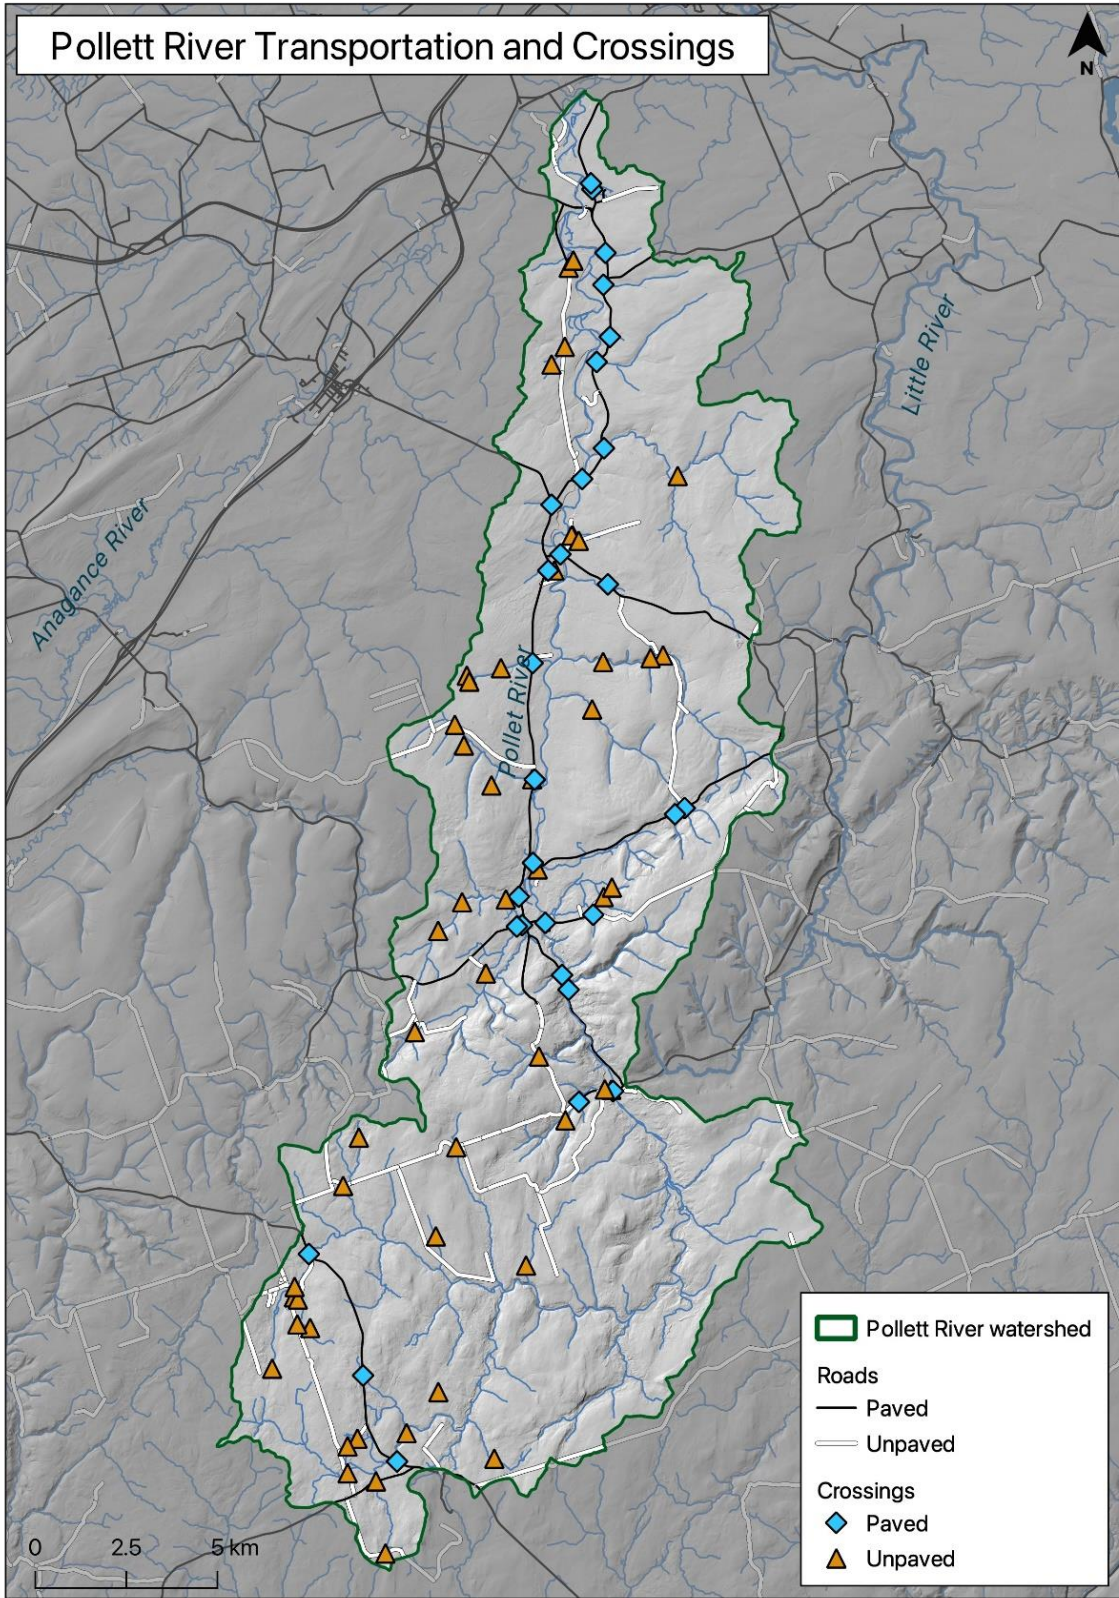 Pollett River Transportation and Crossings
N
Little River
Anagance River
Pollet River
Pollett River watershed
Roads
Paved
Unpaved
Crossings
Paved
Unpaved
0 2.5 5 km